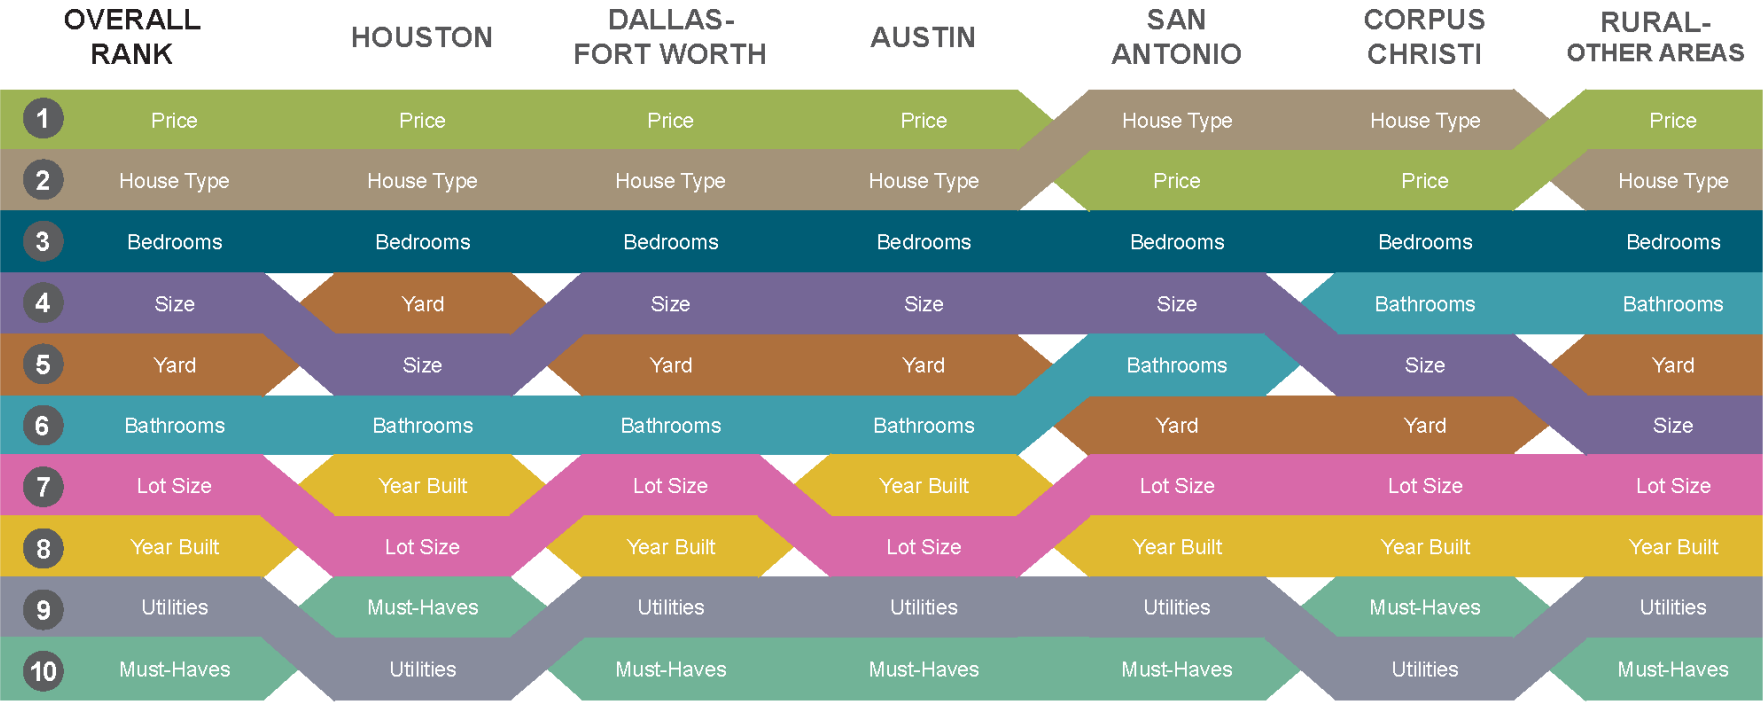 OVERALL RANK HOUSTON DALLAS-FORT WORTH AUSTIN SAN ANTONIO CORPUS CHRISTI RURAL-OTHER AREAS
1 Price Price Price Price House Type House Type Price
2 House Type House Type House Type House Type Price Price House Type
3 Bedrooms Bedrooms Bedrooms Bedrooms Bedrooms Bedrooms Bedrooms
4 Size Yard Size Size Size Bathrooms Bathrooms
5 Yard Size Yard Yard Bathrooms Size Yard
6 Bathrooms Bathrooms Bathrooms Bathrooms Yard Yard Size
7 Lot Size Year Built Lot Size Year Built Lot Size Lot Size Lot Size
8 Year Built Lot Size Year Built Lot Size Year Built Year Built Year Built
9 Utilities Must-Haves Utilities Utilities Utilities Must-Haves Utilities
10 Must-Haves Utilities Must-Haves Must-Haves Must-Haves Utilities Must-Haves